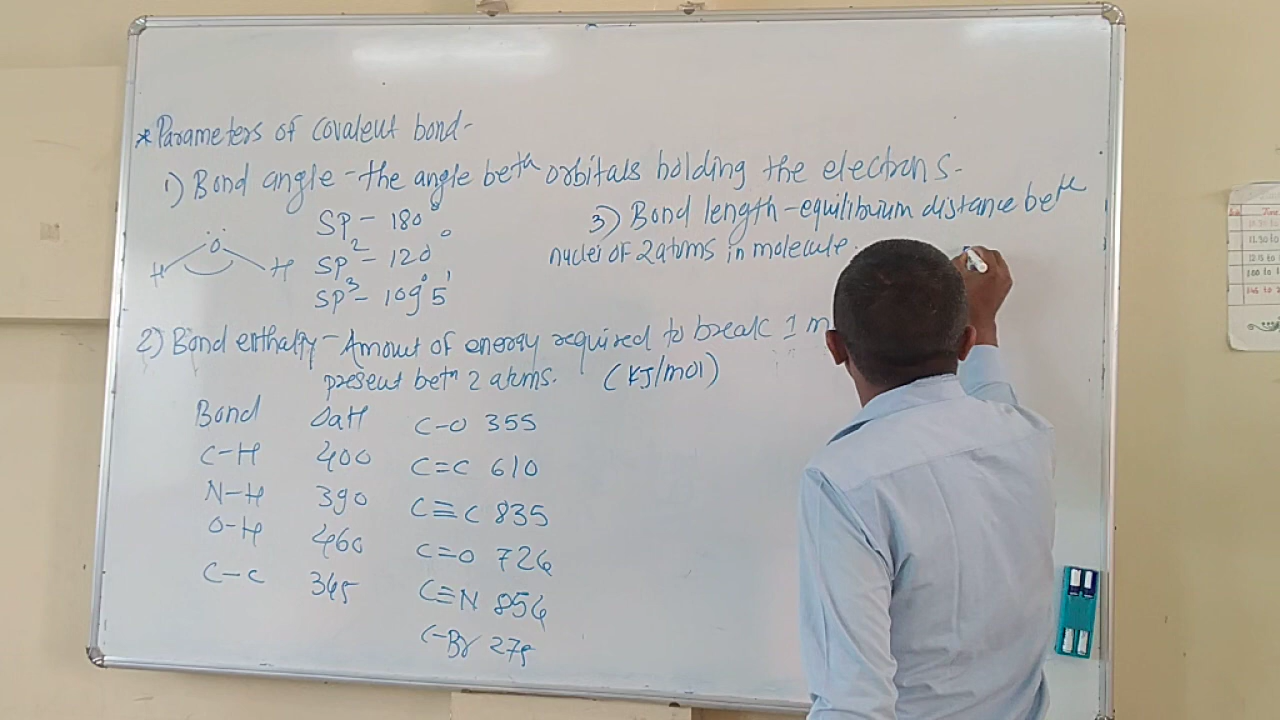 *Parameters of covalent bond-
1) Bond angle - the angle betn orbitals holding the electrons.
SP - 180°
SP² - 120°
SP³ - 109°5'
Ö
H H
3) Bond length - equilibrium distance betn
nuclei of 2 atoms in molecule.
2) Bond enthalpy - Amount of energy required to break 1 m
present betn 2 atoms. (KJ/mol)
Bond ΔaH
C-H 400
N-H 390
O-H 460
C-C 345
C-O 355
C=C 610
C≡C 835
C=O 724
C≡N 854
C-Br 275